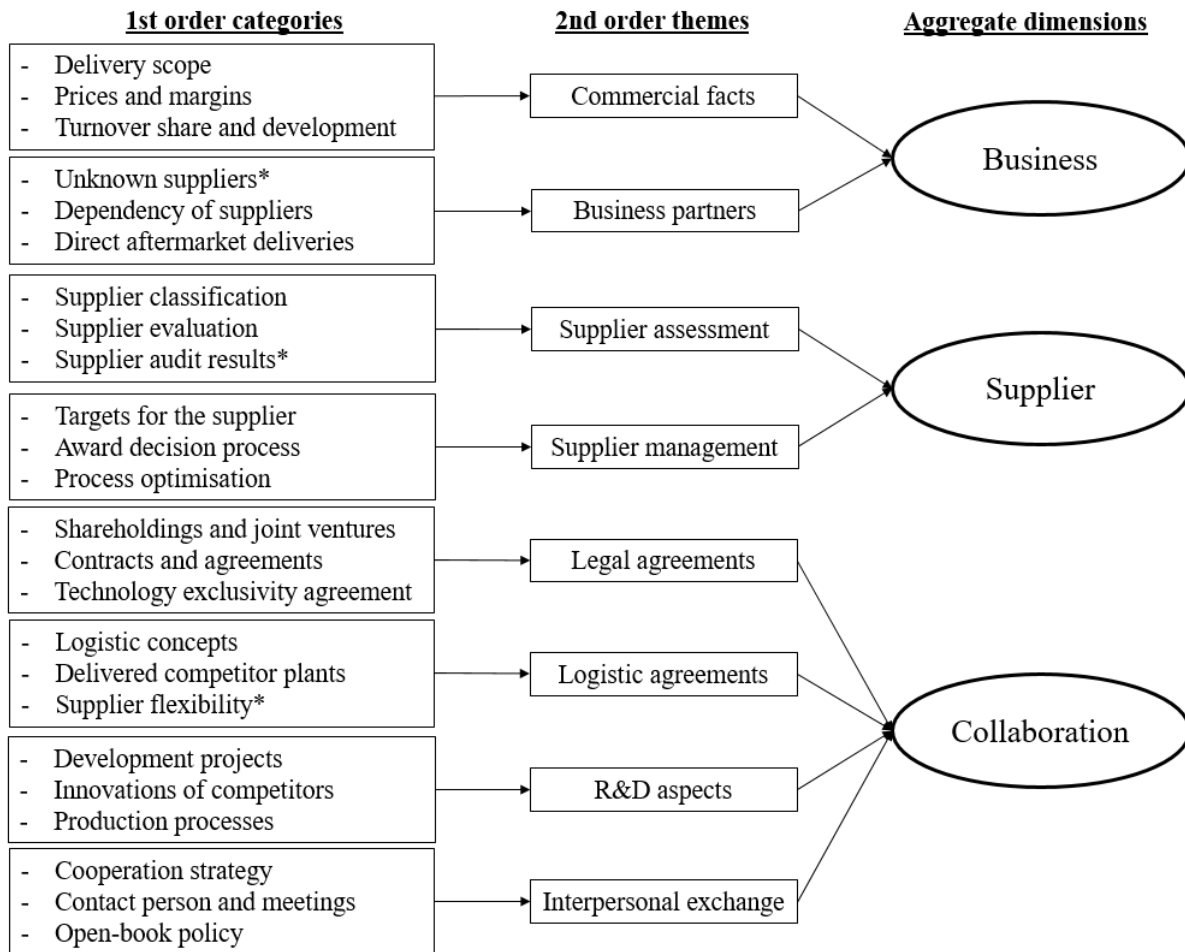 1st order categories
2nd order themes
Aggregate dimensions
- Delivery scope
- Prices and margins
- Turnover share and development
Commercial facts
- Unknown suppliers*
- Dependency of suppliers
- Direct aftermarket deliveries
Business partners
Business
- Supplier classification
- Supplier evaluation
- Supplier audit results*
Supplier assessment
- Targets for the supplier
- Award decision process
- Process optimisation
Supplier management
Supplier
- Shareholdings and joint ventures
- Contracts and agreements
- Technology exclusivity agreement
Legal agreements
- Logistic concepts
- Delivered competitor plants
- Supplier flexibility*
Logistic agreements
- Development projects
- Innovations of competitors
- Production processes
R&D aspects
- Cooperation strategy
- Contact person and meetings
- Open-book policy
Interpersonal exchange
Collaboration